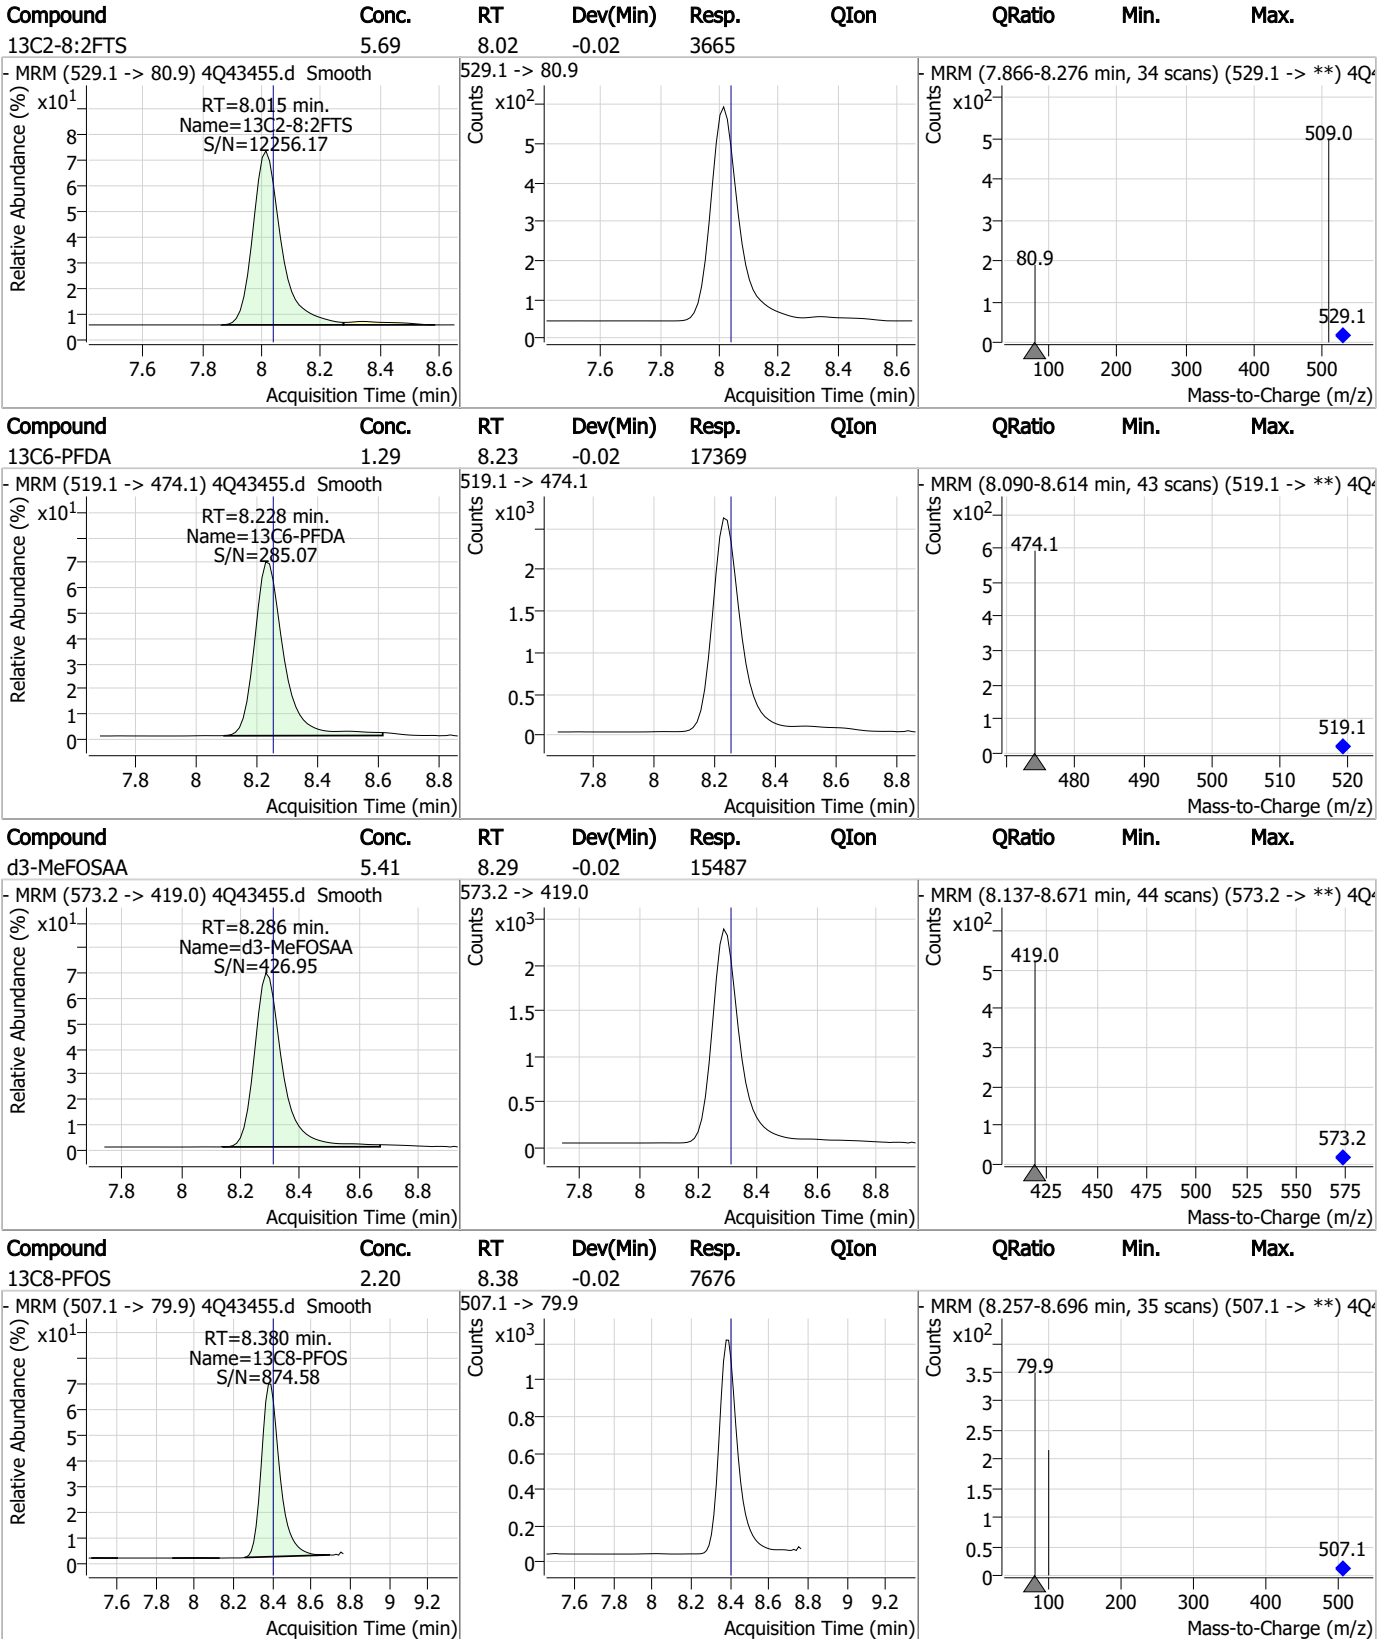 Compound Conc. RT Dev(Min) Resp. QIon QRatio Min. Max.
13C2-8:2FTS 5.69 8.02 -0.02 3665
- MRM (529.1 -> 80.9) 4Q43455.d Smooth
RT=8.015 min.
Name=13C2-8:2FTS
S/N=12256.17
Relative Abundance (%)
x10¹
8
7
6
5
4
3
2
1
0
7.6 7.8 8 8.2 8.4 8.6
Acquisition Time (min)
529.1 -> 80.9
Counts
x10²
5
4
3
2
1
0
7.6 7.8 8 8.2 8.4 8.6
Acquisition Time (min)
- MRM (7.866-8.276 min, 34 scans) (529.1 -> **) 4Q4
Counts
x10²
509.0
80.9
529.1
5
4
3
2
1
0
100 200 300 400 500
Mass-to-Charge (m/z)
Compound Conc. RT Dev(Min) Resp. QIon QRatio Min. Max.
13C6-PFDA 1.29 8.23 -0.02 17369
- MRM (519.1 -> 474.1) 4Q43455.d Smooth
RT=8.228 min.
Name=13C6-PFDA
S/N=285.07
Relative Abundance (%)
x10¹
7
6
5
4
3
2
1
0
7.8 8 8.2 8.4 8.6 8.8
Acquisition Time (min)
519.1 -> 474.1
Counts
x10³
2
1.5
1
0.5
0
7.8 8 8.2 8.4 8.6 8.8
Acquisition Time (min)
- MRM (8.090-8.614 min, 43 scans) (519.1 -> **) 4Q4
Counts
x10²
474.1
519.1
6
5
4
3
2
1
0
480 490 500 510 520
Mass-to-Charge (m/z)
Compound Conc. RT Dev(Min) Resp. QIon QRatio Min. Max.
d3-MeFOSAA 5.41 8.29 -0.02 15487
- MRM (573.2 -> 419.0) 4Q43455.d Smooth
RT=8.286 min.
Name=d3-MeFOSAA
S/N=426.95
Relative Abundance (%)
x10¹
7
6
5
4
3
2
1
0
7.8 8 8.2 8.4 8.6 8.8
Acquisition Time (min)
573.2 -> 419.0
Counts
x10³
2
1.5
1
0.5
0
7.8 8 8.2 8.4 8.6 8.8
Acquisition Time (min)
- MRM (8.137-8.671 min, 44 scans) (573.2 -> **) 4Q4
Counts
x10²
419.0
573.2
5
4
3
2
1
0
425 450 475 500 525 550 575
Mass-to-Charge (m/z)
Compound Conc. RT Dev(Min) Resp. QIon QRatio Min. Max.
13C8-PFOS 2.20 8.38 -0.02 7676
- MRM (507.1 -> 79.9) 4Q43455.d Smooth
RT=8.380 min.
Name=13C8-PFOS
S/N=874.58
Relative Abundance (%)
x10¹
7
6
5
4
3
2
1
0
7.6 7.8 8 8.2 8.4 8.6 8.8 9 9.2
Acquisition Time (min)
507.1 -> 79.9
Counts
x10³
1
0.8
0.6
0.4
0.2
0
7.6 7.8 8 8.2 8.4 8.6 8.8 9 9.2
Acquisition Time (min)
- MRM (8.257-8.696 min, 35 scans) (507.1 -> **) 4Q4
Counts
x10²
79.9
507.1
3.5
3
2.5
2
1.5
1
0.5
0
100 200 300 400 500
Mass-to-Charge (m/z)